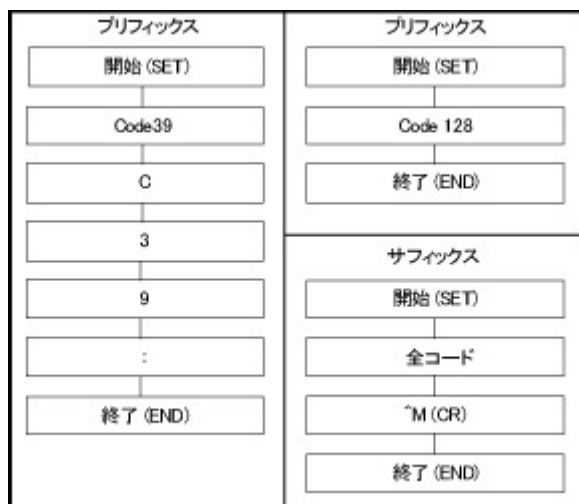 プリフィックス
開始(SET)
Code39
C
3
9
:
終了(END)
プリフィックス
開始(SET)
Code 128
終了(END)
サフィックス
開始(SET)
全コード
^M(CR)
終了(END)